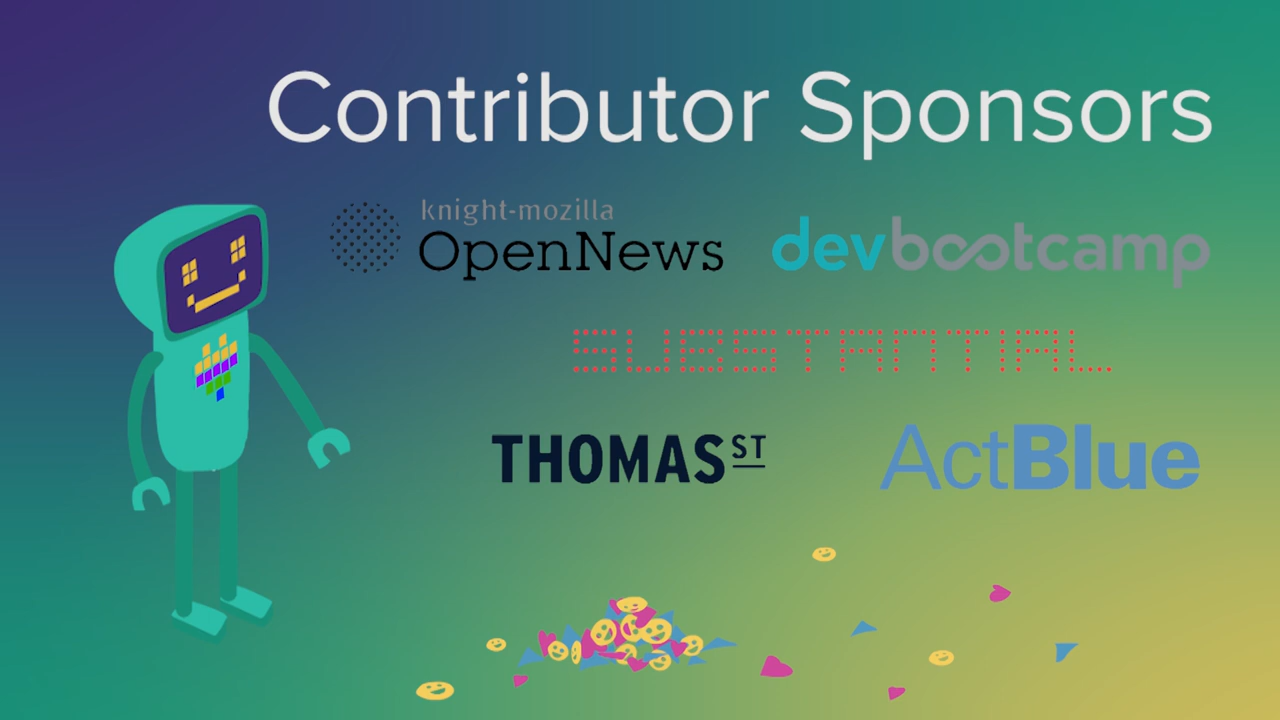 Contributor Sponsors
knight-mozilla
OpenNews
devbootcamp
SUBSTANTIAL
THOMAS ST
ActBlue